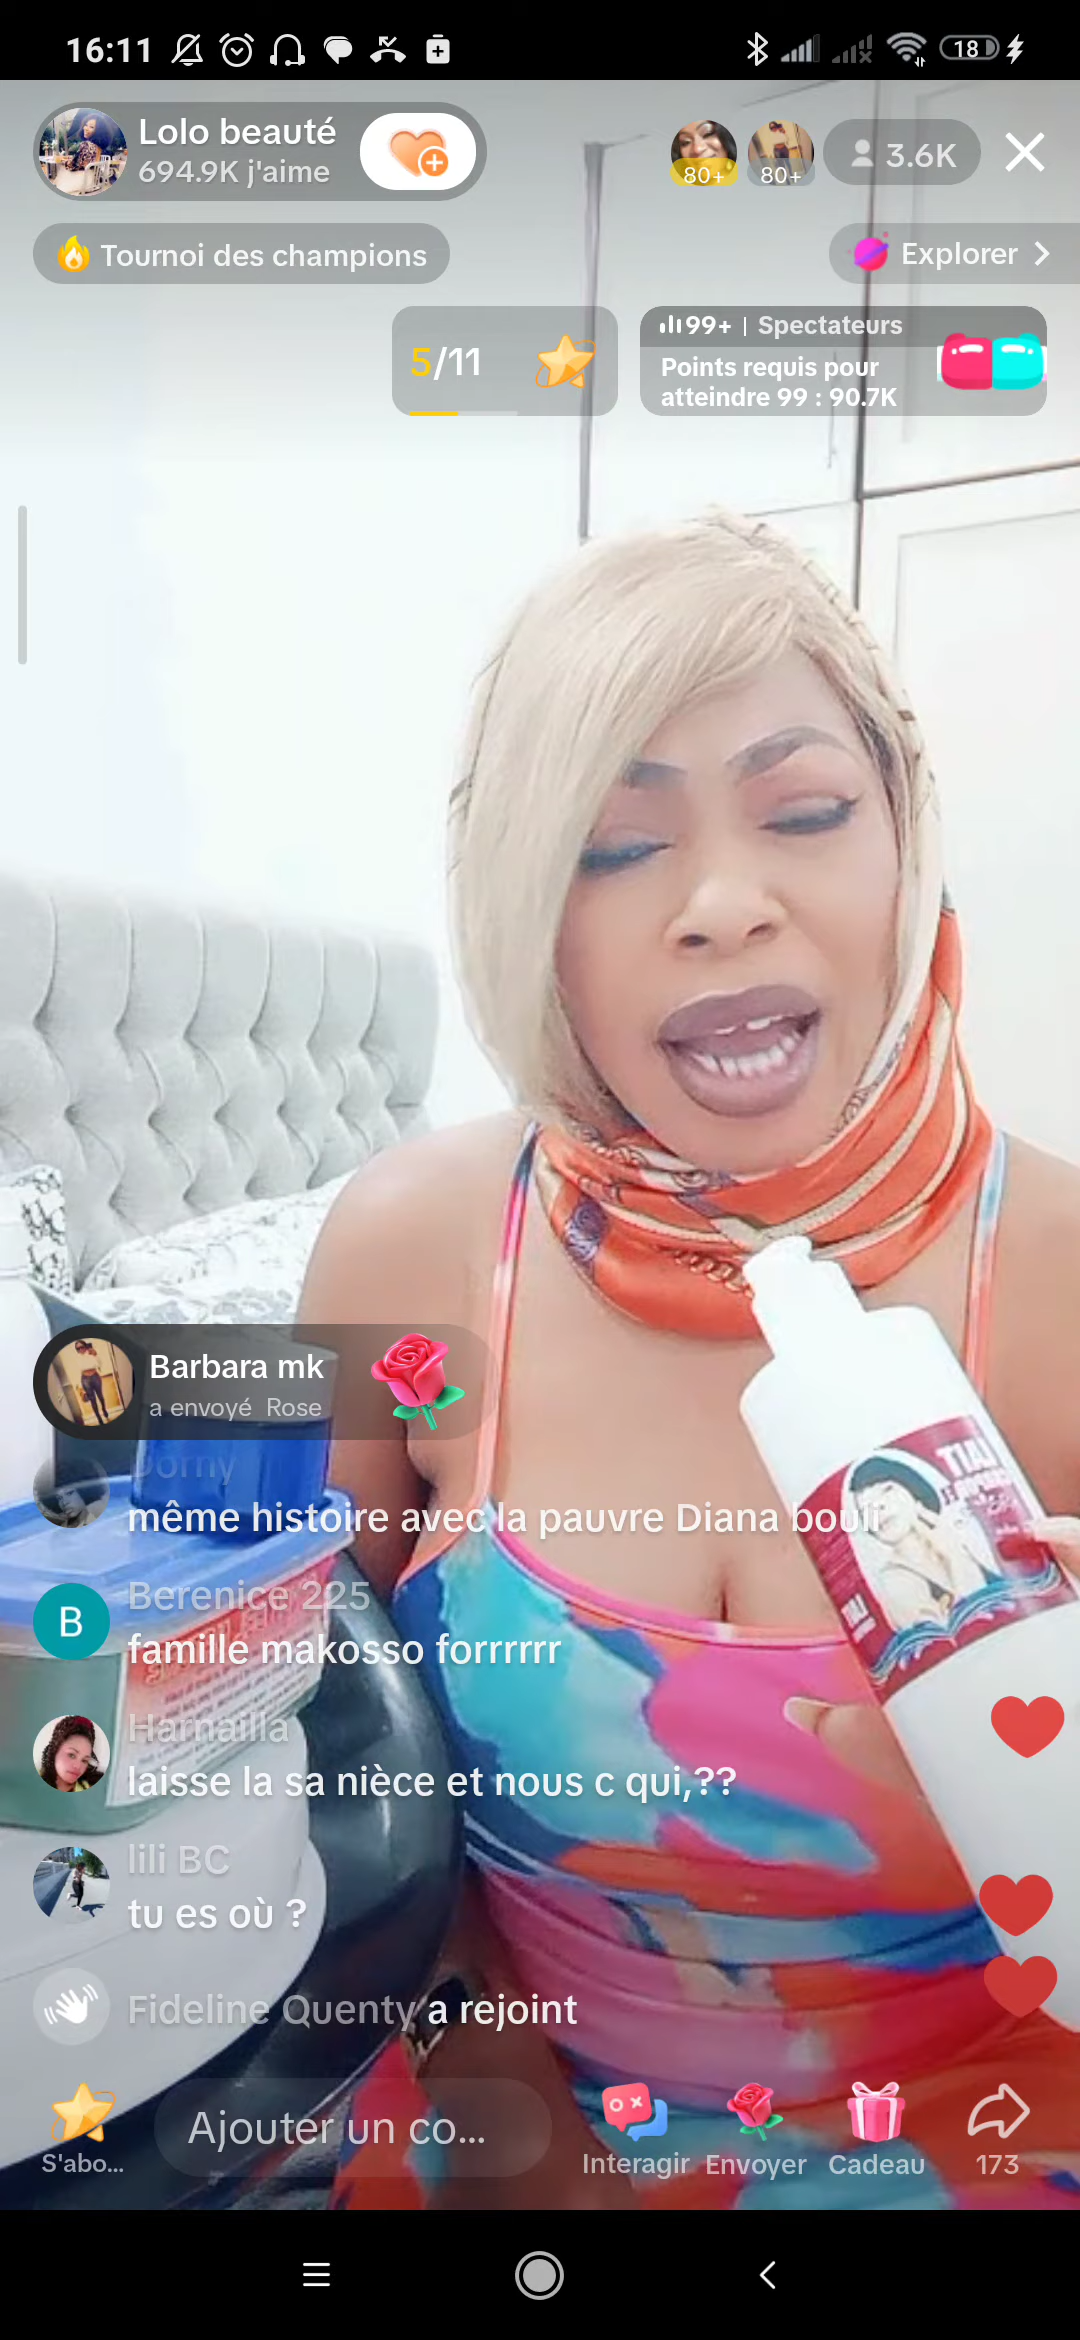 16:11
18
Lolo beauté
694.9K j'aime
80+
80+
3.6K
Tournoi des champions
Explorer
5/11
99+ | Spectateurs
Points requis pour
atteindre 99 : 90.7K
Barbara mk
a envoyé Rose
Dorny
même histoire avec la pauvre Diana bouli
TIAJ
B
Berenice 225
famille makosso forrrrrr
Harnailla
laisse la sa nièce et nous c qui,??
lili BC
tu es où ?
Fideline Quenty a rejoint
S'abo...
Ajouter un co...
Interagir
Envoyer
Cadeau
173